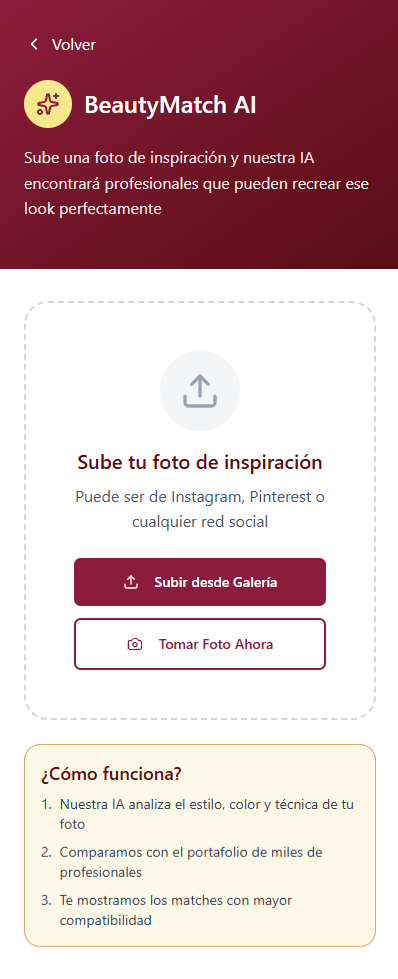 Volver
BeautyMatch AI
Sube una foto de inspiración y nuestra IA
encontrará profesionales que pueden recrear ese
look perfectamente
Sube tu foto de inspiración
Puede ser de Instagram, Pinterest o
cualquier red social
Subir desde Galería
Tomar Foto Ahora
¿Cómo funciona?
1. Nuestra IA analiza el estilo, color y técnica de tu
foto
2. Comparamos con el portafolio de miles de
profesionales
3. Te mostramos los matches con mayor
compatibilidad